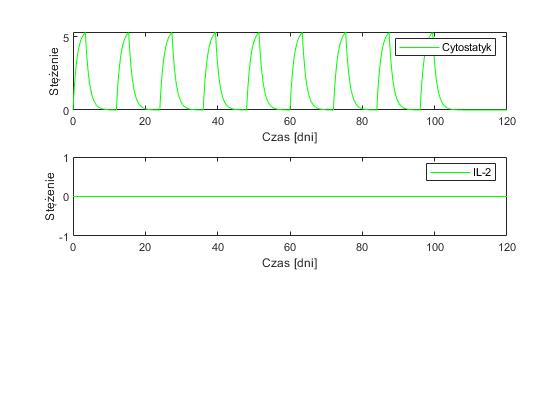 Stężenie
5
0
Cytostatyk
0 20 40 60 80 100 120
Czas [dni]
Stężenie
1
0
-1
IL-2
0 20 40 60 80 100 120
Czas [dni]